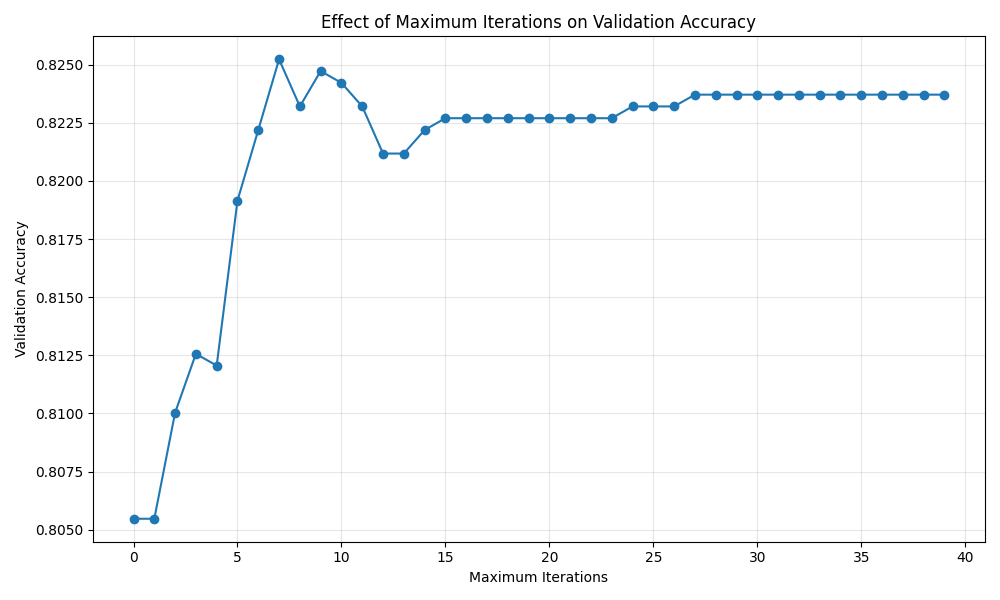 Effect of Maximum Iterations on Validation Accuracy
Validation Accuracy
0.8250
0.8225
0.8200
0.8175
0.8150
0.8125
0.8100
0.8075
0.8050
0 5 10 15 20 25 30 35 40
Maximum Iterations